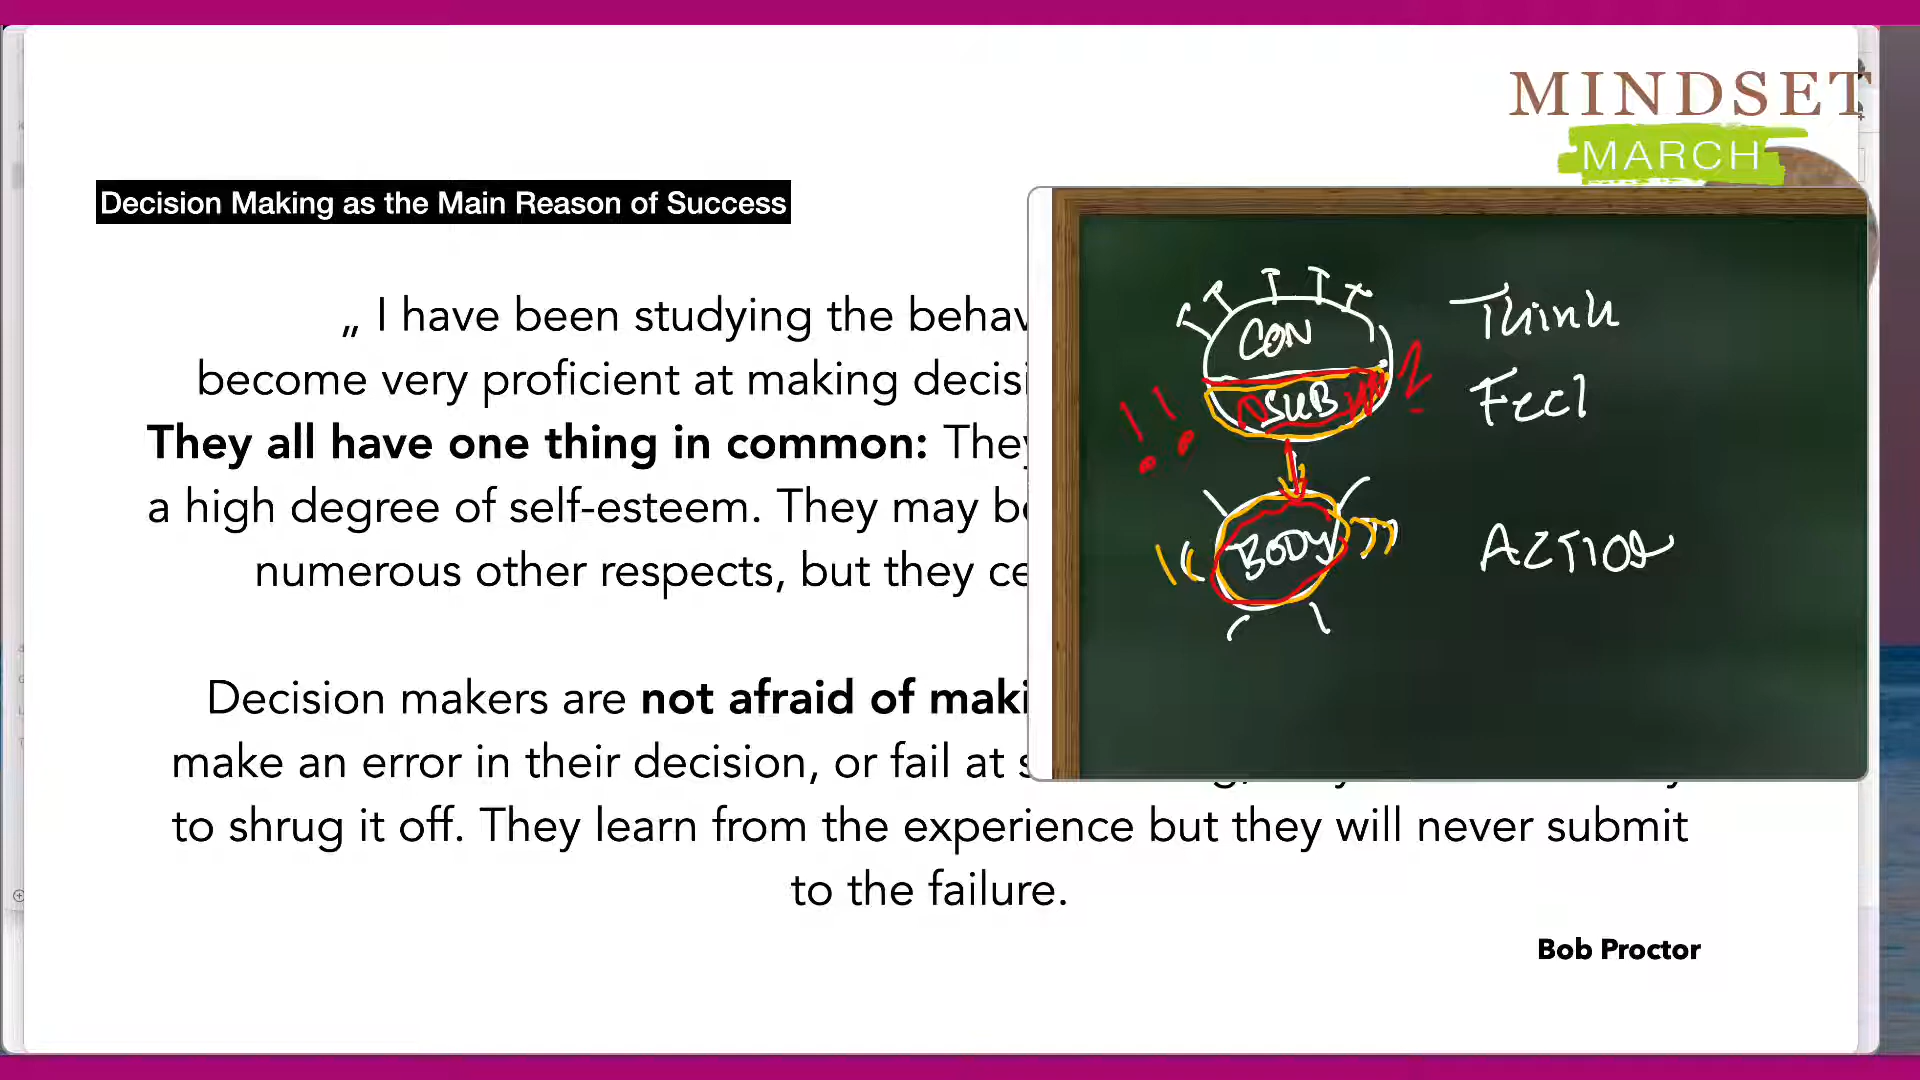 MINDSET
MARCH
Decision Making as the Main Reason of Success
„ I have been studying the behav
become very proficient at making decisi
They all have one thing in common: They
a high degree of self-esteem. They may be
numerous other respects, but they ce
Decision makers are not afraid of maki
make an error in their decision, or fail at s
to shrug it off. They learn from the experience but they will never submit
to the failure.
Bob Proctor
CON
SUB
BODY
Think
Feel
ACTION